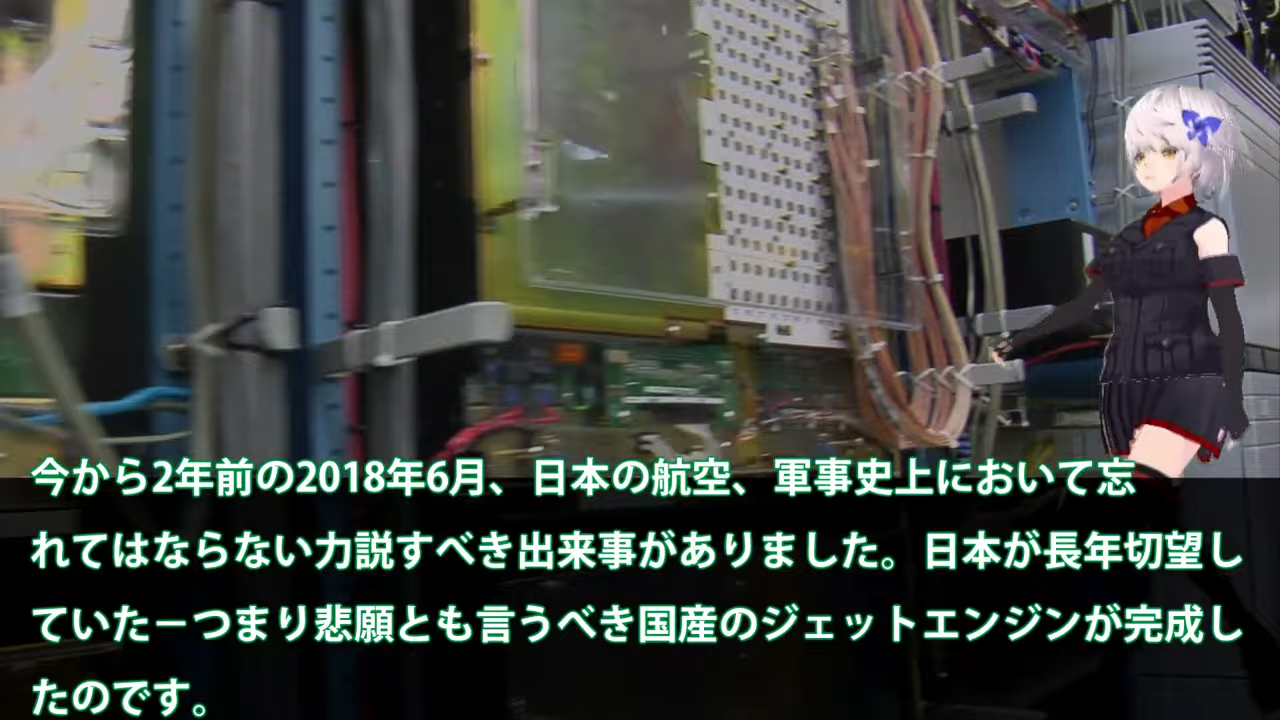 今から2年前の2018年6月、日本の航空、軍事史上において忘
れてはならない力説すべき出来事がありました。日本が長年切望し
ていた－つまり悲願とも言うべき国産のジェットエンジンが完成し
たのです。